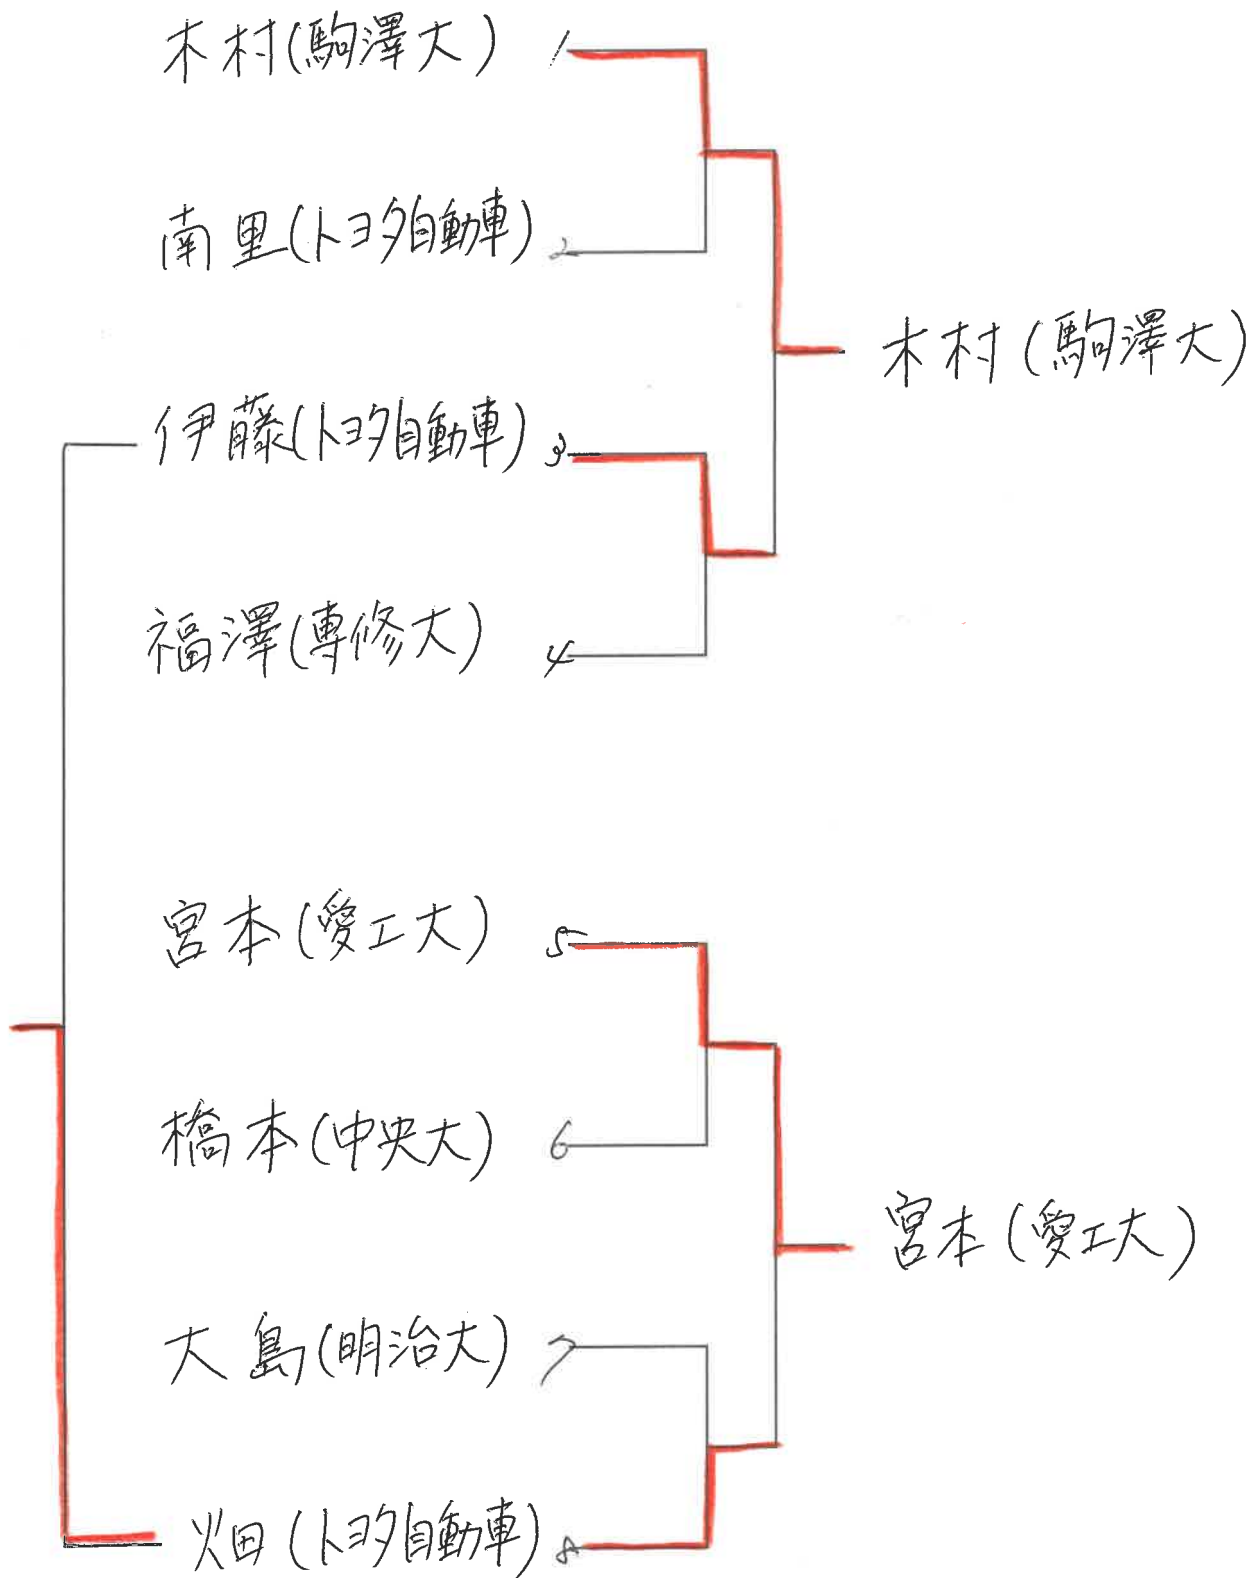 木村(駒澤大) 1
南里(トヨタ自動車) 2
木村(駒澤大)
伊藤(トヨタ自動車) 3
福澤(専修大) 4
宮本(愛工大) 5
橋本(中央大) 6
宮本(愛工大)
大島(明治大) 7
畑(トヨタ自動車) 8